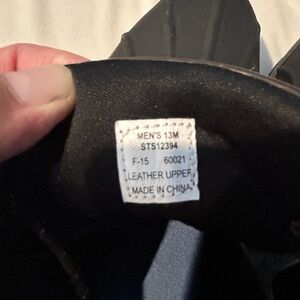 MEN'S 13M
STS12394
F-15 60021
LEATHER UPPER
MADE IN CHINA